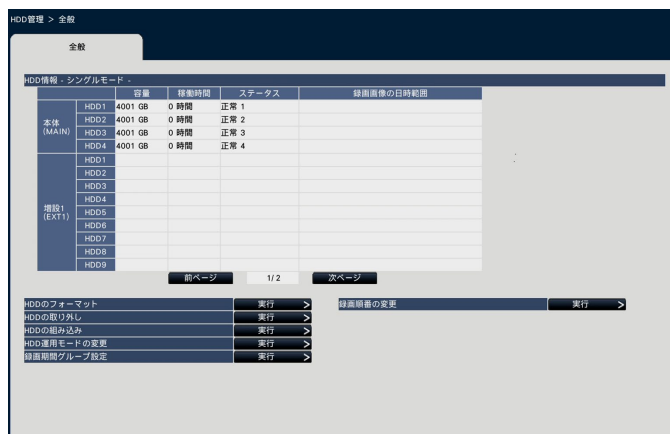 HDD管理 > 全般
全般
HDD情報 - シングルモード -
容量 稼働時間 ステータス 録画画像の日時範囲
本体
(MAIN)
HDD1 4001 GB 0 時間 正常 1
HDD2 4001 GB 0 時間 正常 2
HDD3 4001 GB 0 時間 正常 3
HDD4 4001 GB 0 時間 正常 4
増設1
(EXT1)
HDD1
HDD2
HDD3
HDD4
HDD5
HDD6
HDD7
HDD8
HDD9
前ページ 1/ 2 次ページ
HDDのフォーマット 実行 > 録画順番の変更 実行 >
HDDの取り外し 実行 >
HDDの組み込み 実行 >
HDD運用モードの変更 実行 >
録画期間グループ設定 実行 >